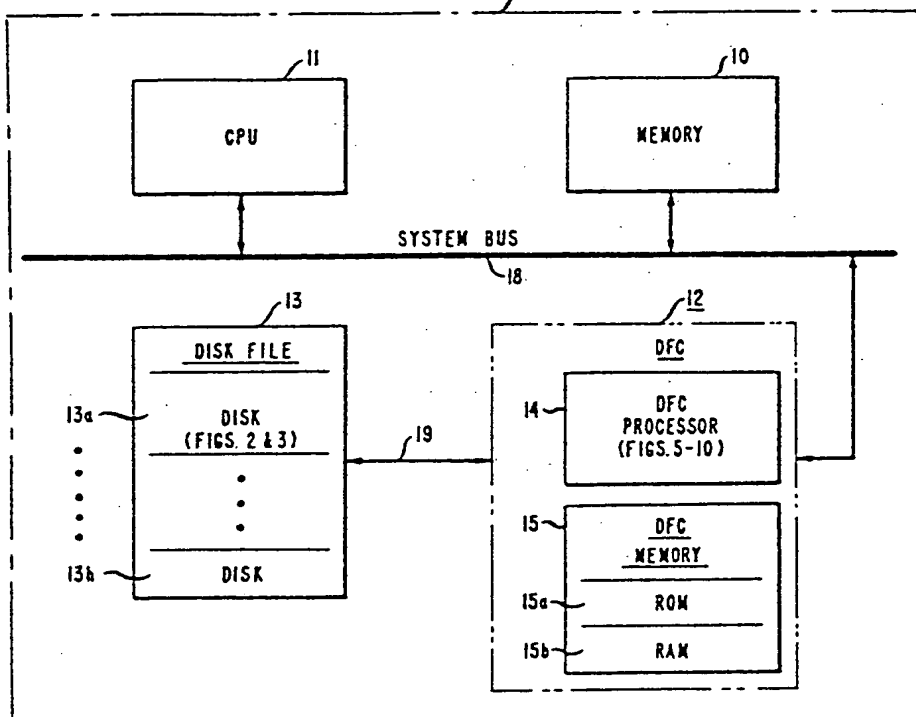 11
10
CPU
MEMORY
SYSTEM BUS
18
13
12
DISK FILE
DFC
13a
DISK
(FIGS. 2 & 3)
19
14
DFC
PROCESSOR
(FIGS. 5-10)
15
DFC
MEMORY
13h
DISK
15a
ROM
15b
RAM